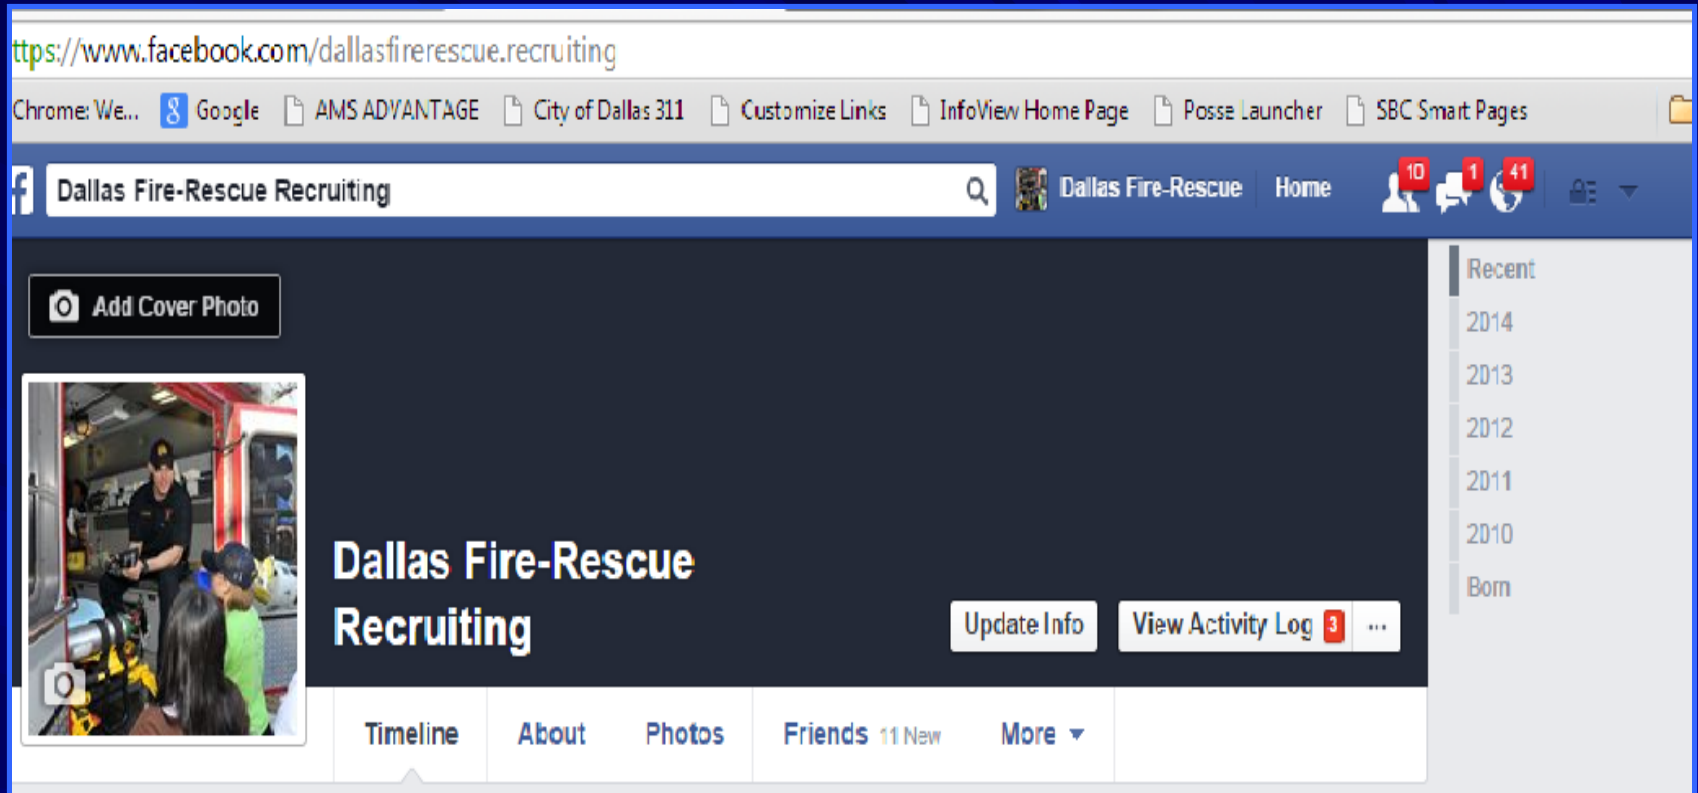 ttps://www.facebook.com/dallasfirerescue.recruiting
Chrome: We... Google AMS ADVANTAGE City of Dallas 311 Customize Links InfoView Home Page Posse Launcher SBC Smart Pages
f Dallas Fire-Rescue Recruiting Dallas Fire-Rescue Home 10 1 41
Add Cover Photo
Recent
2014
2013
2012
2011
2010
Born
Dallas Fire-Rescue
Recruiting
Update Info View Activity Log 3 ...
Timeline About Photos Friends 11 New More